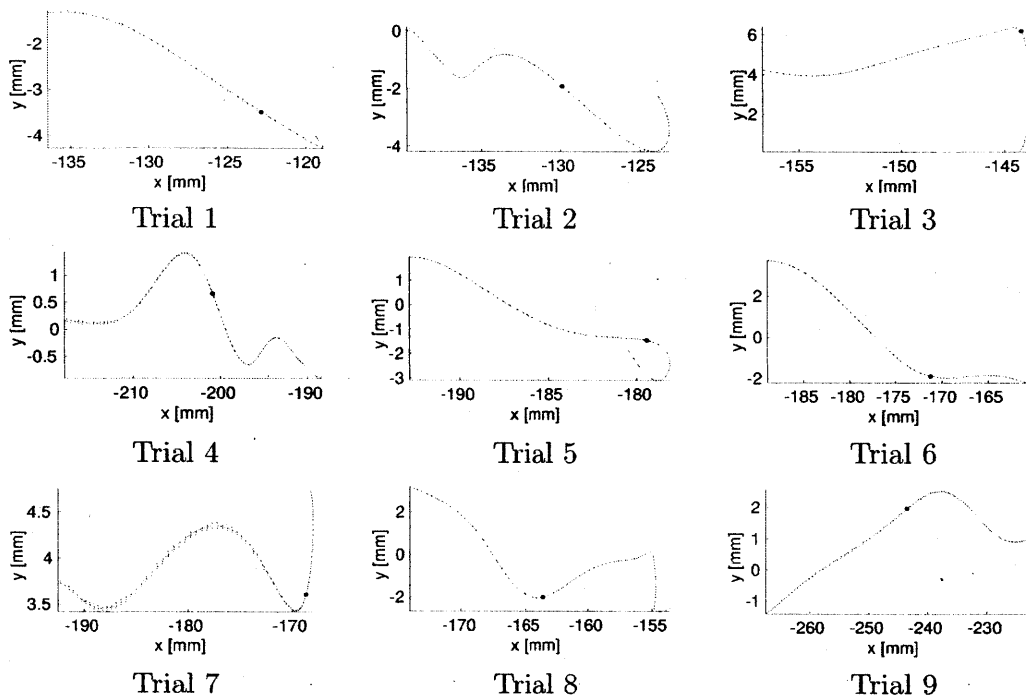 y [mm]
-2
-3
-4
-135 -130 -125 -120
x [mm]
Trial 1
y [mm]
0
-2
-4
-135 -130 -125
x [mm]
Trial 2
y [mm]
6
4
2
-155 -150 -145
x [mm]
Trial 3
y [mm]
1
0.5
0
-0.5
-210 -200 -190
x [mm]
Trial 4
y [mm]
1
0
-1
-2
-3
-190 -185 -180
x [mm]
Trial 5
y [mm]
2
0
-2
-185 -180 -175 -170 -165
x [mm]
Trial 6
y [mm]
4.5
4
3.5
-190 -180 -170
x [mm]
Trial 7
y [mm]
2
0
-2
-170 -165 -160 -155
x [mm]
Trial 8
y [mm]
2
1
0
-1
-260 -250 -240 -230
x [mm]
Trial 9